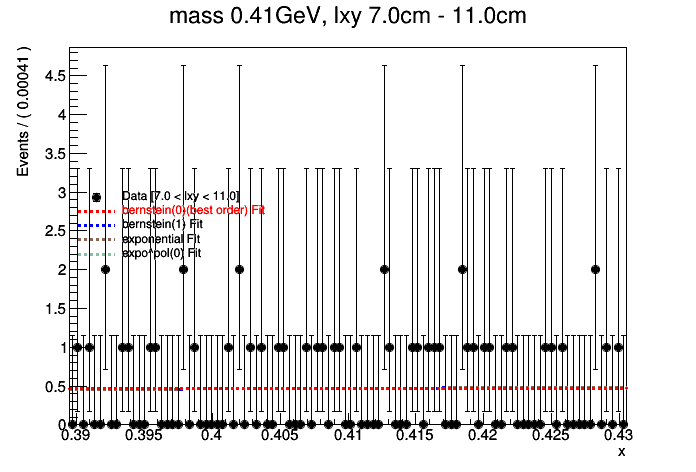 mass 0.41GeV, lxy 7.0cm - 11.0cm
Events / ( 0.00041 )
4.5
4
3.5
3
2.5
2
1.5
1
0.5
0
Data [7.0 < lxy < 11.0]
bernstein(0)(best order) Fit
bernstein(1) Fit
exponential Fit
expo*pol(0) Fit
0.39 0.395 0.4 0.405 0.41 0.415 0.42 0.425 0.43
x